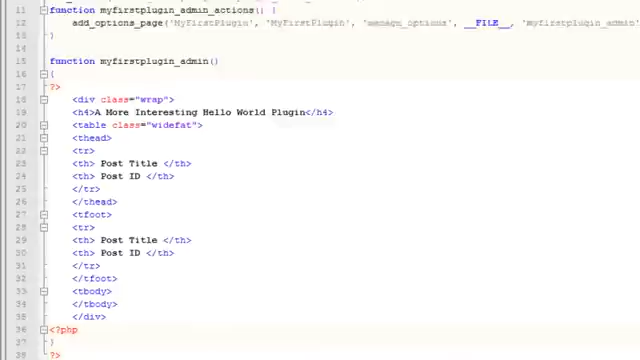 11 function myfirstplugin_admin_actions() {
12 add_options_page('MyFirstPlugin', 'MyFirstPlugin', 'manage_options', __FILE__, 'myfirstplugin_admin'
13 }
14
15 function myfirstplugin_admin()
16 {
17 ?>
18 <div class="wrap">
19 <h4>A More Interesting Hello World Plugin</h4>
20 <table class="widefat">
21 <thead>
22 <tr>
23 <th> Post Title </th>
24 <th> Post ID </th>
25 </tr>
26 </thead>
27 <tfoot>
28 <tr>
29 <th> Post Title </th>
30 <th> Post ID </th>
31 </tr>
32 </tfoot>
33 <tbody>
34 </tbody>
35 </div>
36 <?php
37 }
38 ?>